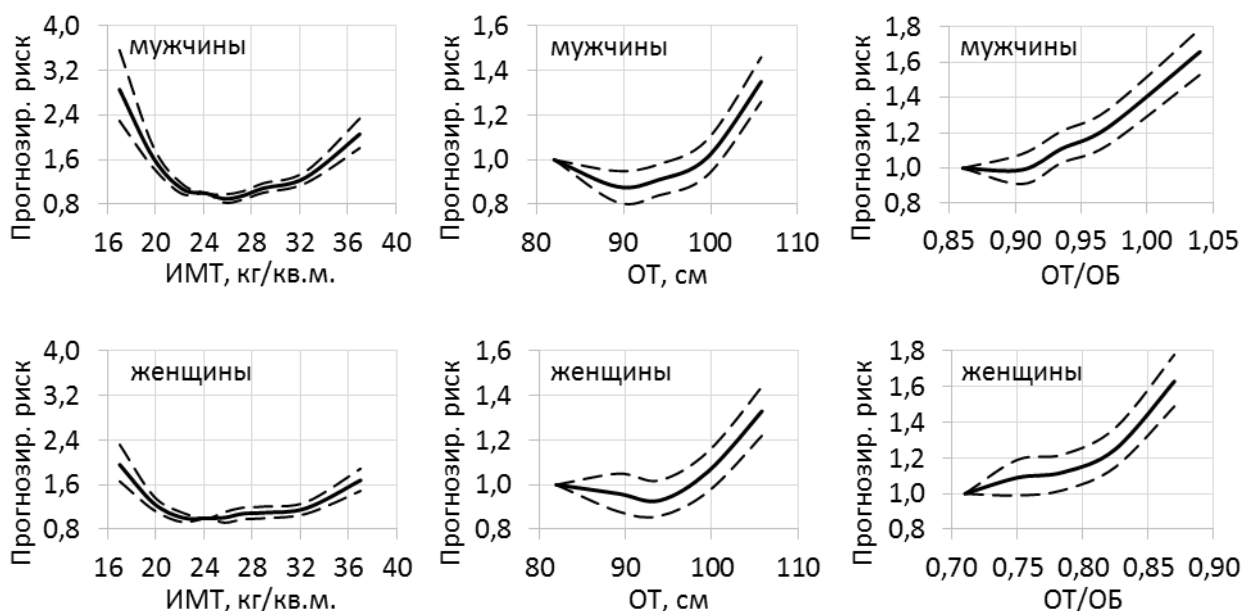 Прогнозир. риск
4,0
3,2
2,4
1,6
0,8
мужчины
16 20 24 28 32 36 40
ИМТ, кг/кв.м.
Прогнозир. риск
1,6
1,4
1,2
1,0
0,8
мужчины
80 90 100 110
ОТ, см
Прогнозир. риск
1,8
1,6
1,4
1,2
1,0
0,8
мужчины
0,85 0,90 0,95 1,00 1,05
ОТ/ОБ
Прогнозир. риск
4,0
3,2
2,4
1,6
0,8
женщины
16 20 24 28 32 36 40
ИМТ, кг/кв.м.
Прогнозир. риск
1,6
1,4
1,2
1,0
0,8
женщины
80 90 100 110
ОТ, см
Прогнозир. риск
1,8
1,6
1,4
1,2
1,0
0,8
женщины
0,70 0,75 0,80 0,85 0,90
ОТ/ОБ